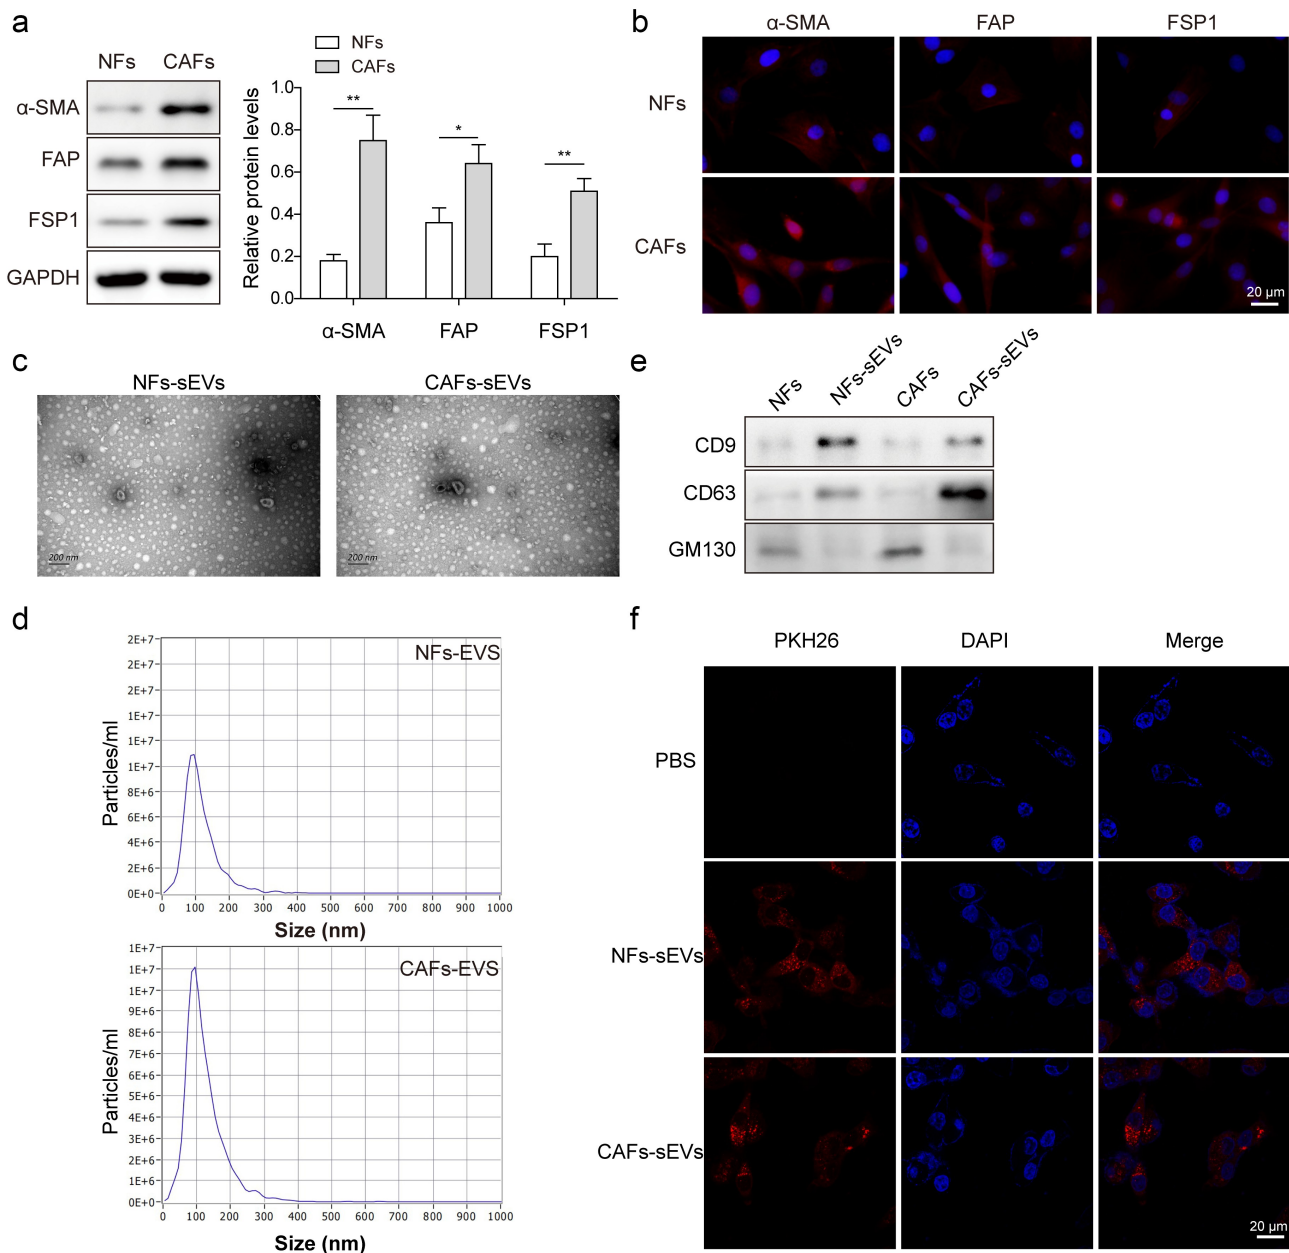 a
NFs
CAFs
NFs CAFs
α-SMA
FAP
FSP1
GAPDH
Relative protein levels
1.0
0.8
0.6
0.4
0.2
0.0
**
*
**
α-SMA FAP FSP1
b
α-SMA FAP FSP1
NFs
CAFs
20 μm
c
NFs-sEVs CAFs-sEVs
200 nm
200 nm
e
NFs NFs-sEVs CAFs CAFs-sEVs
CD9
CD63
GM130
d
NFs-EVS
Particles/ml
2E+7
2E+7
2E+7
1E+7
1E+7
1E+7
8E+6
6E+6
4E+6
2E+6
0E+0
0 100 200 300 400 500 600 700 800 900 1000
Size (nm)
CAFs-EVS
Particles/ml
1E+7
1E+7
1E+7
9E+6
8E+6
7E+6
6E+6
5E+6
4E+6
3E+6
2E+6
1E+6
0E+0
0 100 200 300 400 500 600 700 800 900 1000
Size (nm)
f
PKH26 DAPI Merge
PBS
NFs-sEVs
CAFs-sEVs
20 μm